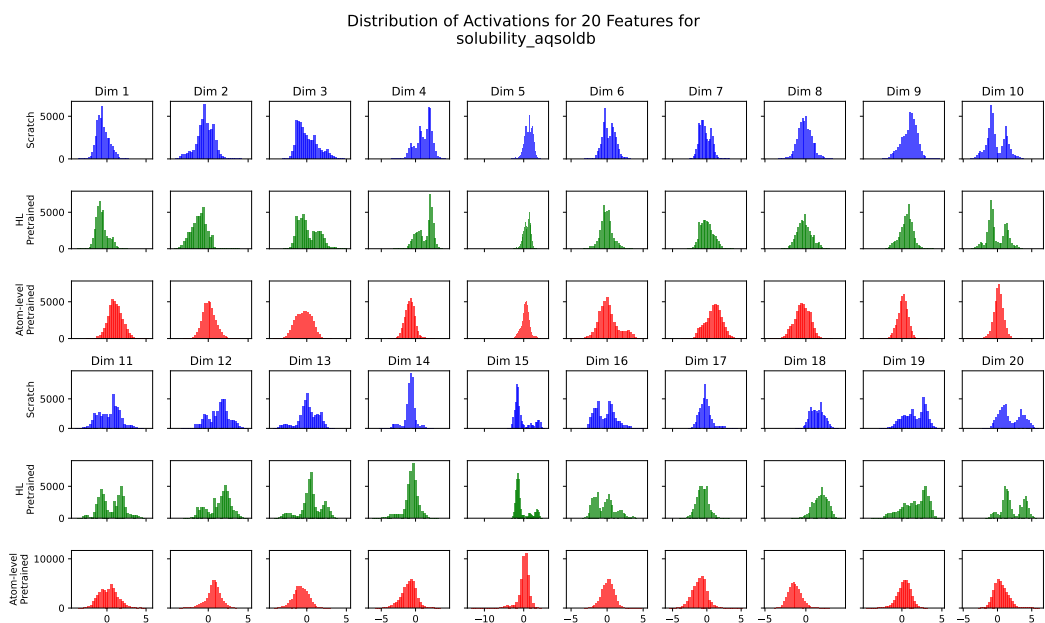 Distribution of Activations for 20 Features for
solubility_aqsoldb
Dim 1 Dim 2 Dim 3 Dim 4 Dim 5 Dim 6 Dim 7 Dim 8 Dim 9 Dim 10
Scratch
5000
0
HL
Pretrained
5000
0
Atom-level
Pretrained
5000
0
Dim 11 Dim 12 Dim 13 Dim 14 Dim 15 Dim 16 Dim 17 Dim 18 Dim 19 Dim 20
Scratch
5000
0
HL
Pretrained
5000
0
Atom-level
Pretrained
10000
0
0 5 0 5 −5 0 5 −5 0 −10 0 −5 0 −5 0 −5 0 5 0 5 −5 0 5